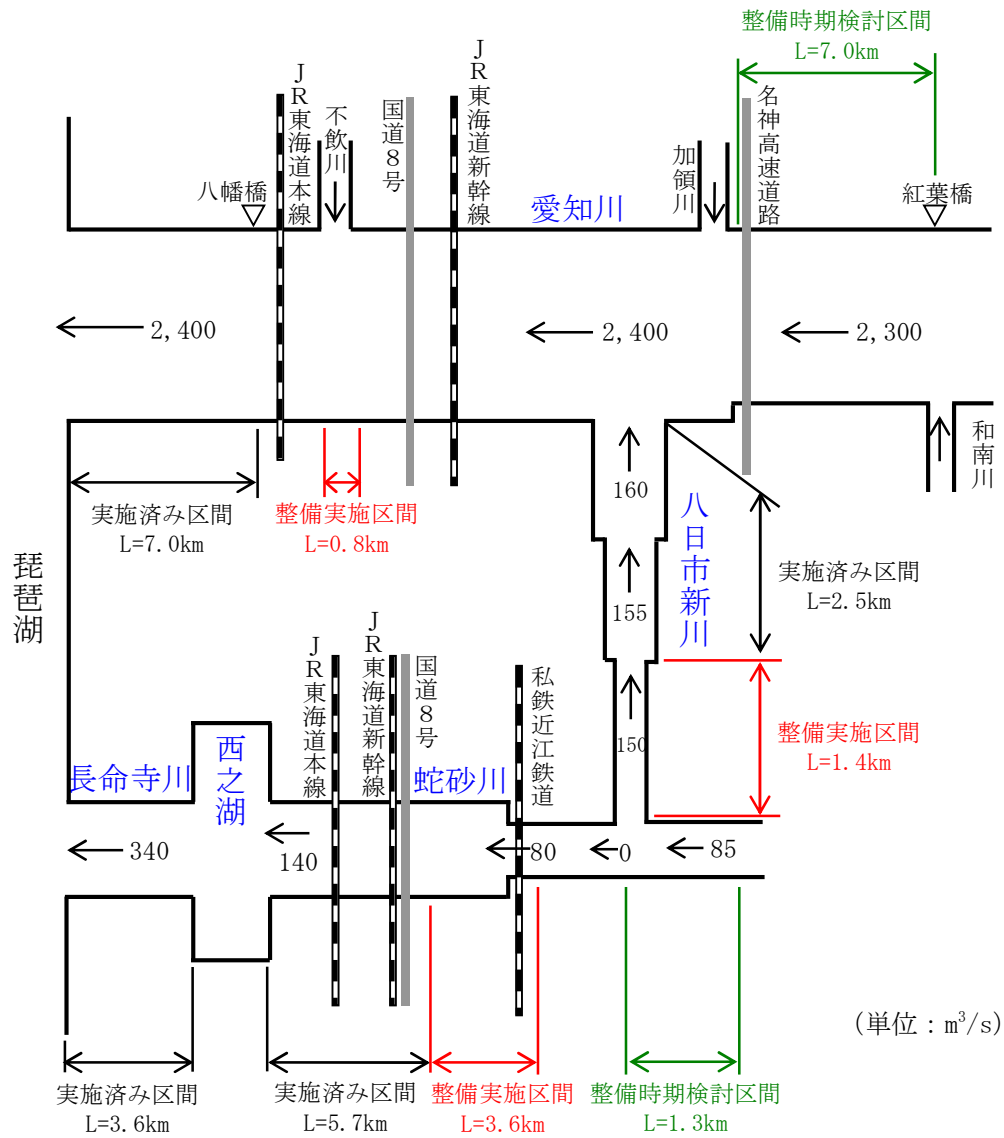 整備時期検討区間
L=7.0km
JR東海道本線
不飲川
国道8号
JR東海道新幹線
加領川
名神高速道路
八幡橋
愛知川
紅葉橋
2,400
2,400
2,300
和南川
160
八日市新川
実施済み区間
L=7.0km
整備実施区間
L=0.8km
琵琶湖
155
実施済み区間
L=2.5km
JR東海道本線
JR東海道新幹線
国道8号
私鉄近江鉄道
150
整備実施区間
L=1.4km
長命寺川
西之湖
蛇砂川
340
140
80
0
85
(単位:m³/s)
実施済み区間
L=3.6km
実施済み区間
L=5.7km
整備実施区間
L=3.6km
整備時期検討区間
L=1.3km